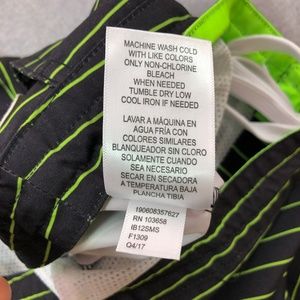 MACHINE WASH COLD
WITH LIKE COLORS
ONLY NON-CHLORINE
BLEACH
WHEN NEEDED
TUMBLE DRY LOW
COOL IRON IF NEEDED
LAVAR A MÁQUINA EN
AGUA FRÍA CON
COLORES SIMILARES
BLANQUEADOR SIN CLORO
SOLAMENTE CUANDO
SEA NECESARIO
SECAR EN SECADORA
A TEMPERATURA BAJA
PLANCHA TIBIA
190608357627
RN 103658
IB125MS
F1309
Q4/17